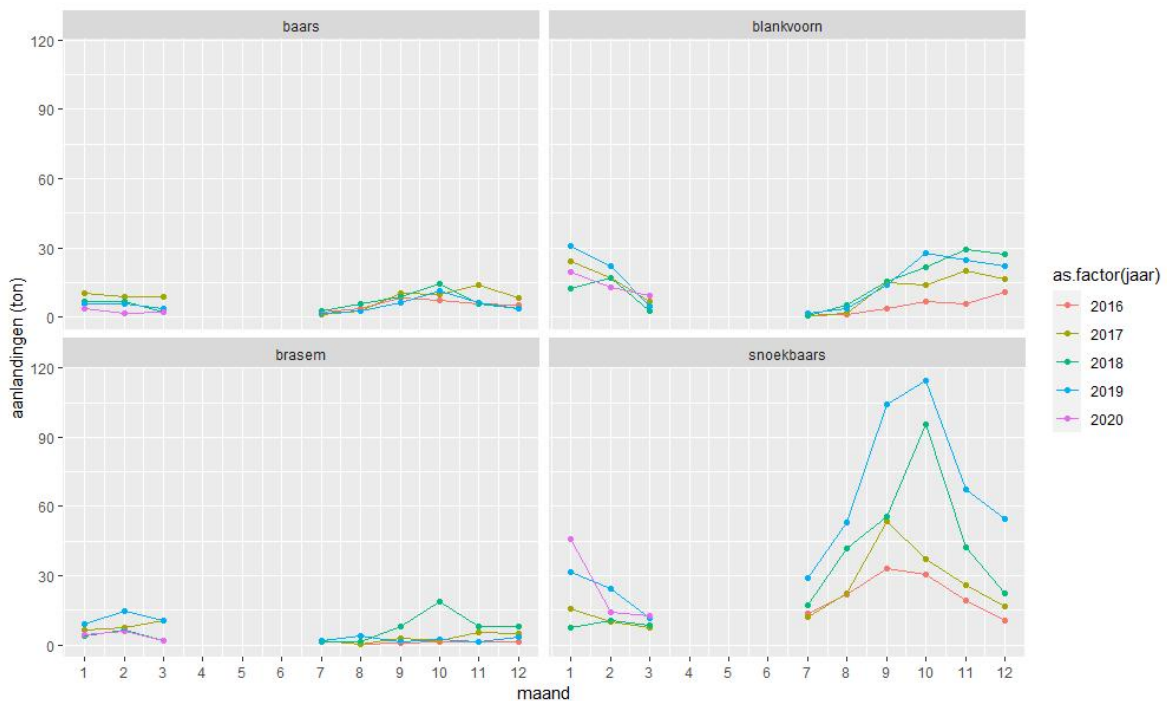 baars
blankvoorn
120
90
60
30
0
brasem
snoekbaars
120
90
60
30
0
1 2 3 4 5 6 7 8 9 10 11 12
1 2 3 4 5 6 7 8 9 10 11 12
maand
aanlandingen (ton)
as.factor(jaar)
2016
2017
2018
2019
2020